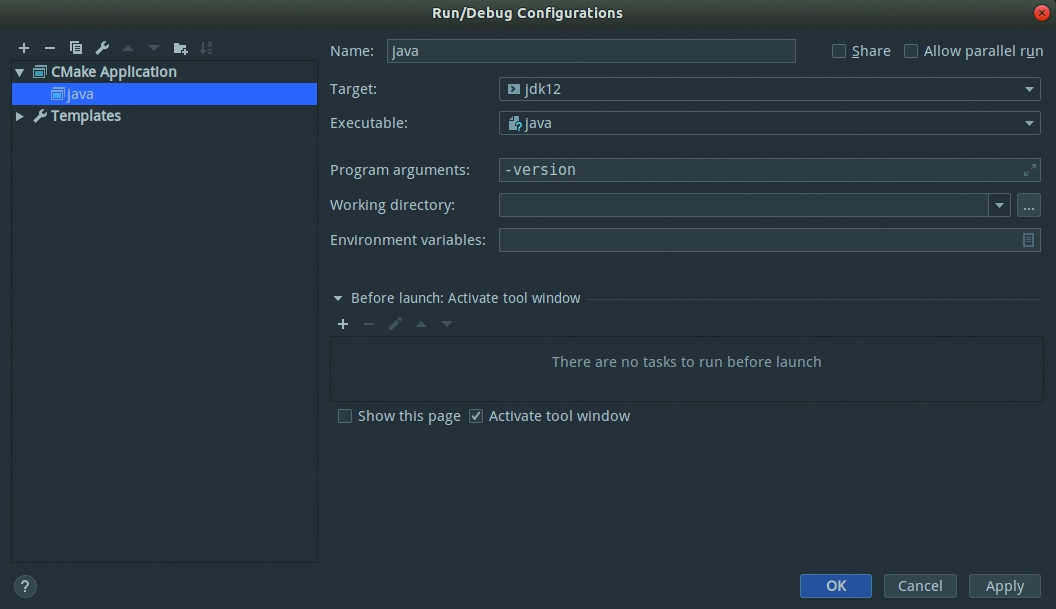 Run/Debug Configurations
Name: java Share Allow parallel run
CMake Application
java
Templates
Target: jdk12
Executable: java
Program arguments: -version
Working directory: ...
Environment variables:
Before launch: Activate tool window
There are no tasks to run before launch
Show this page Activate tool window
? OK Cancel Apply